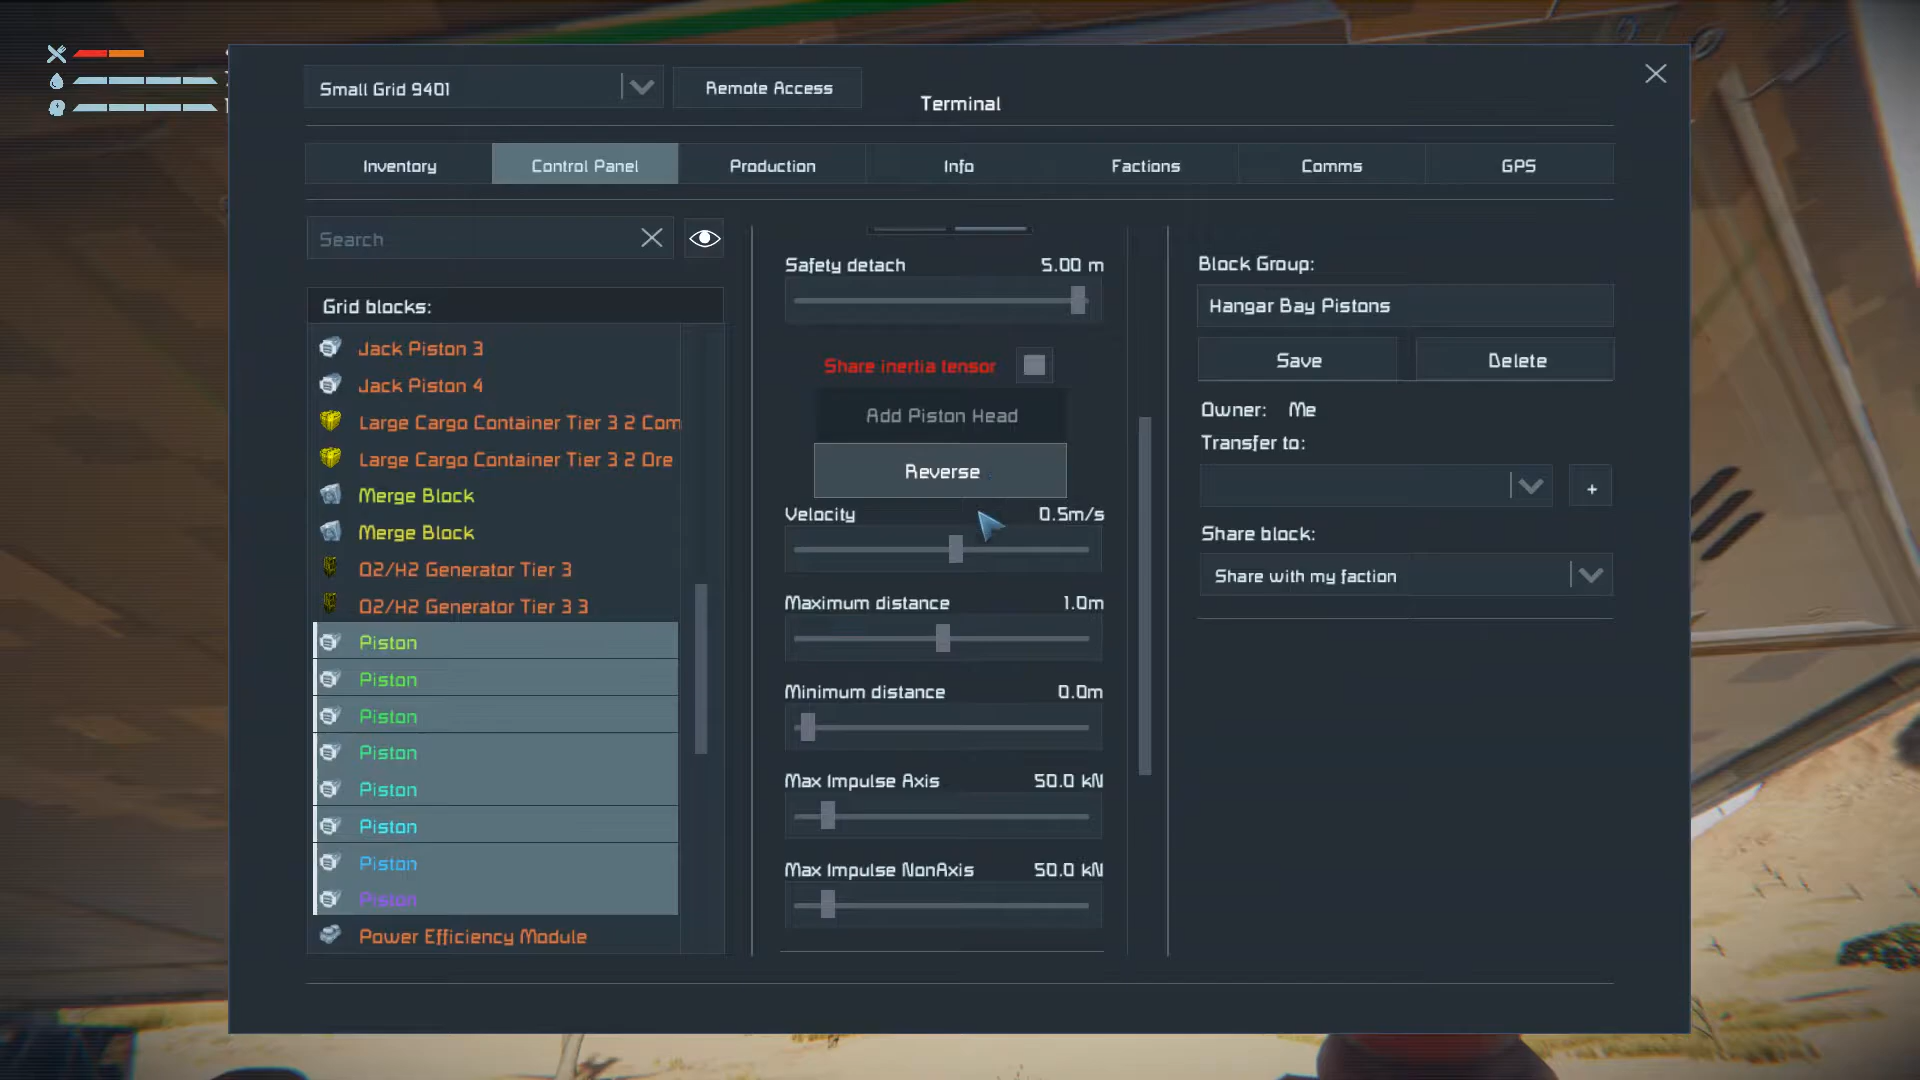 Small Grid 9401
Remote Access
Terminal
Inventory
Control Panel
Production
Info
Factions
Comms
GPS
Search
Grid blocks:
Jack Piston 3
Jack Piston 4
Large Cargo Container Tier 3 2 Com
Large Cargo Container Tier 3 2 Ore
Merge Block
Merge Block
O2/H2 Generator Tier 3
O2/H2 Generator Tier 3 3
Piston
Piston
Piston
Piston
Piston
Piston
Piston
Piston
Power Efficiency Module
Safety detach 5.00 m
Share inertia tensor
Add Piston Head
Reverse
Velocity 0.5m/s
Maximum distance 1.0m
Minimum distance 0.0m
Max Impulse Axis 50.0 kN
Max Impulse NonAxis 50.0 kN
Block Group:
Hangar Bay Pistons
Save
Delete
Owner: Me
Transfer to:
+
Share block:
Share with my faction